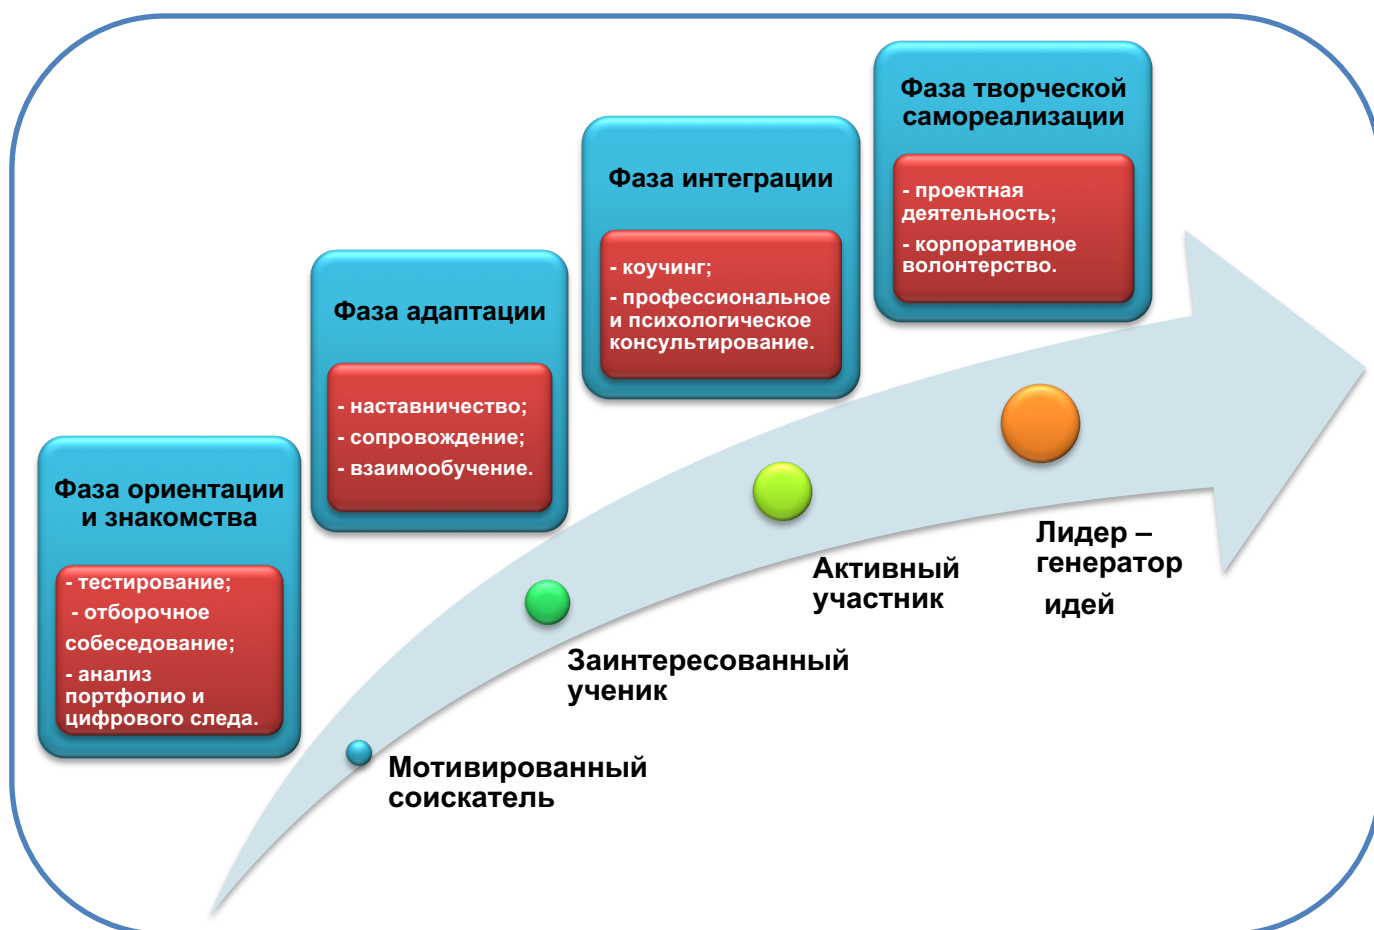 Фаза ориентации
и знакомства
- тестирование;
- отборочное
собеседование;
- анализ
портфолио и
цифрового следа.
Фаза адаптации
- наставничество;
- сопровождение;
- взаимообучение.
Фаза интеграции
- коучинг;
- профессиональное
и психологическое
консультирование.
Фаза творческой
самореализации
- проектная
деятельность;
- корпоративное
волонтерство.
Мотивированный
соискатель
Заинтересованный
ученик
Активный
участник
Лидер –
генератор
идей